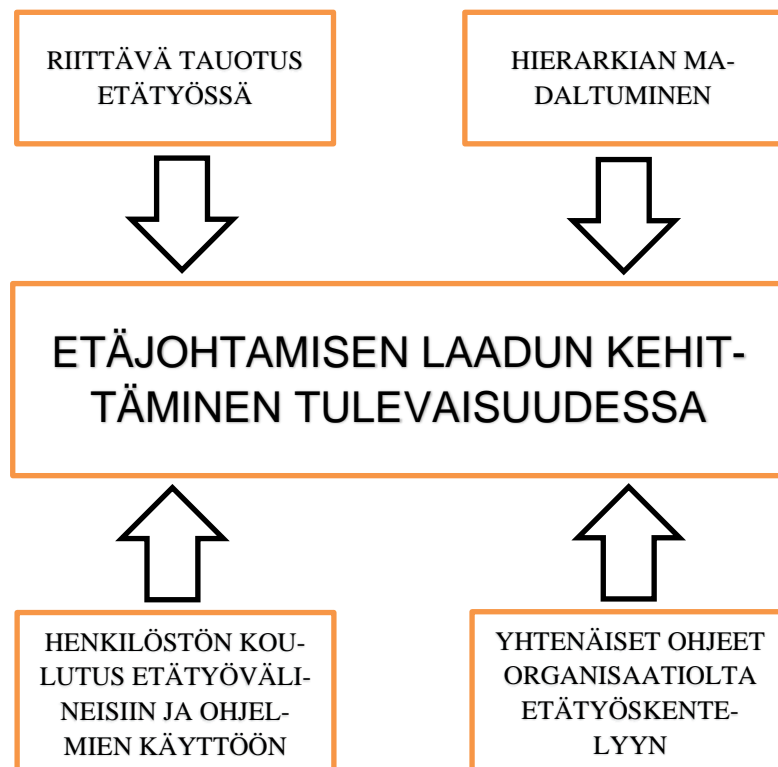 RIITTÄVÄ TAUOTUS
ETÄTYÖSSÄ
HIERARKIAN MA-
DALTUMINEN
ETÄJOHTAMISEN LAADUN KEHIT-
TÄMINEN TULEVAISUUDESSA
HENKILÖSTÖN KOU-
LUTUS ETÄTYÖVÄLI-
NEISIIN JA OHJEL-
MIEN KÄYTTÖÖN
YHTENÄISET OHJEET
ORGANISAATIOLTA
ETÄTYÖSKENTE-
LYYN